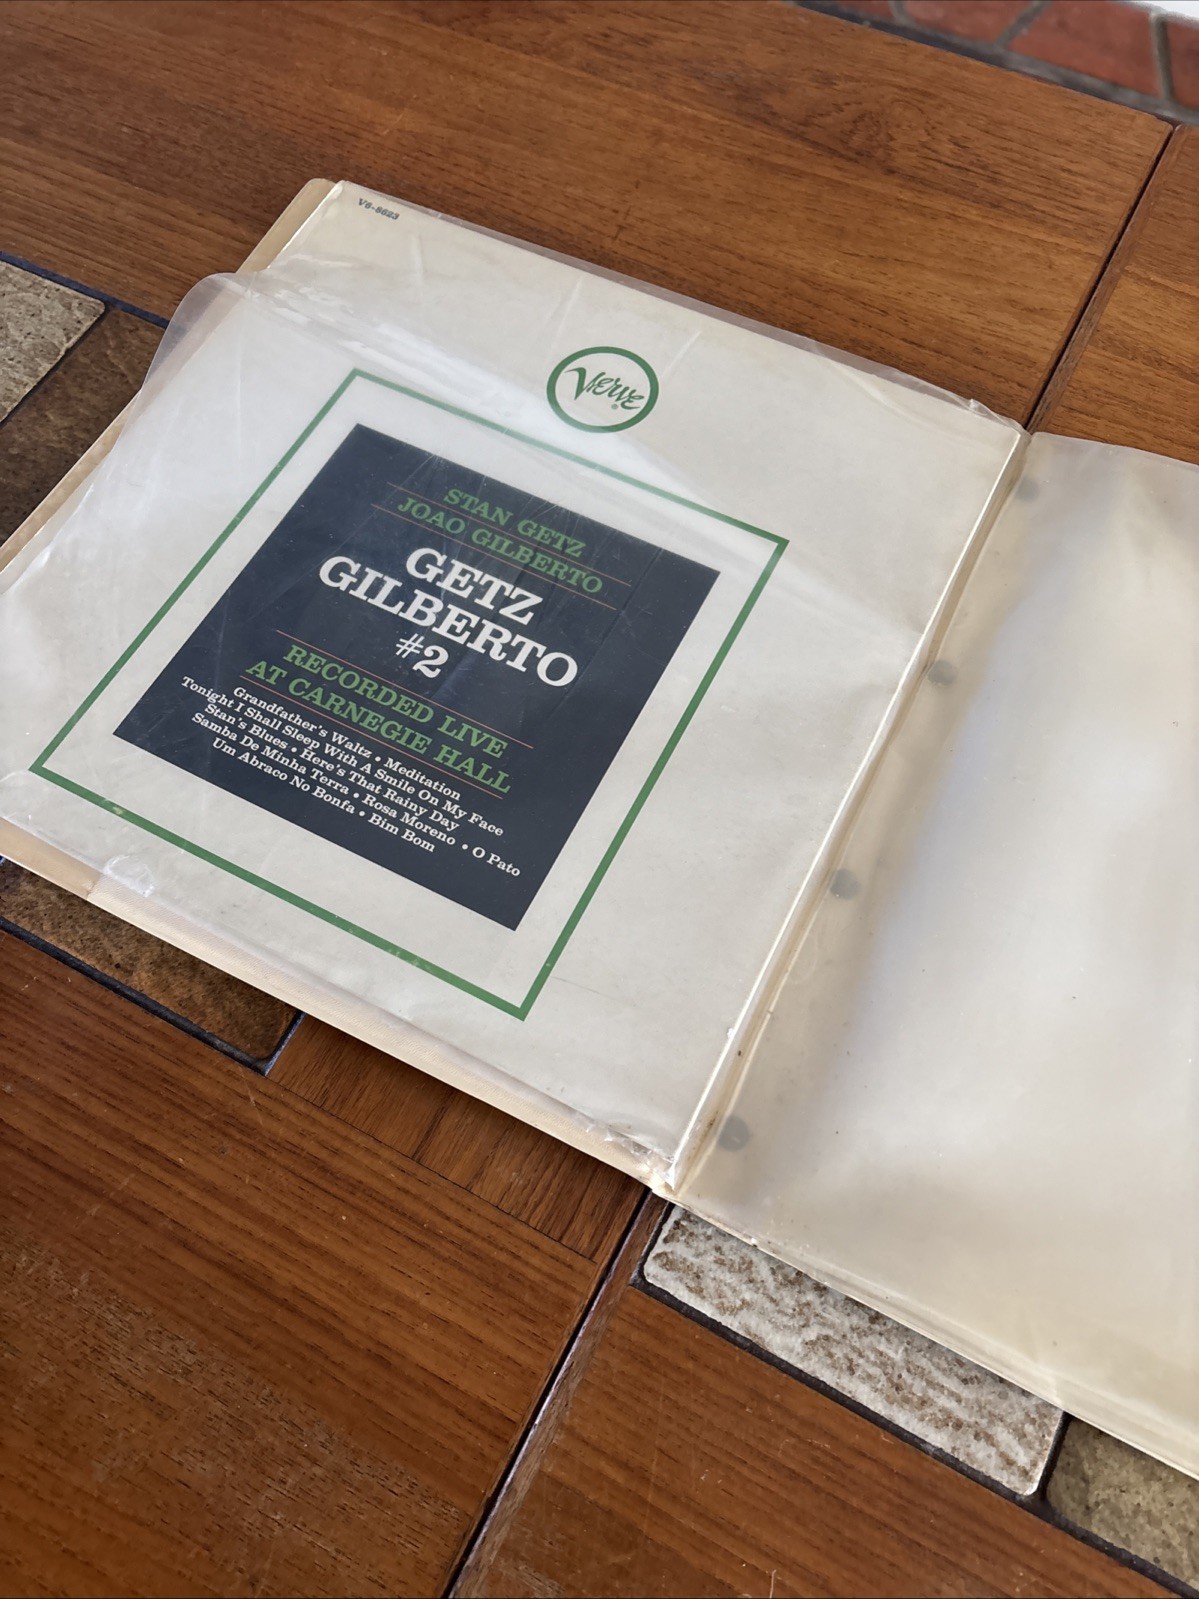 V6-8623
Verve
STAN GETZ
JOAO GILBERTO
GETZ
GILBERTO
#2
RECORDED LIVE
AT CARNEGIE HALL
Grandfather's Waltz • Meditation
Tonight I Shall Sleep With A Smile On My Face
Stan's Blues • Here's That Rainy Day
Samba De Minha Terra • Rosa Moreno • O Pato
Um Abraco No Bonfa • Bim Bom